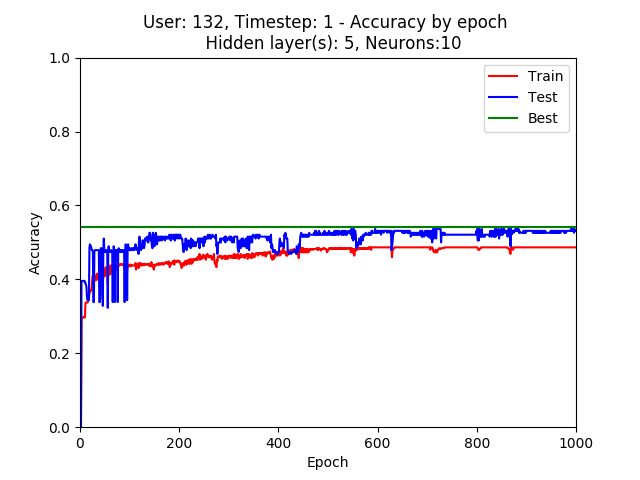 User: 132, Timestep: 1 - Accuracy by epoch
Hidden layer(s): 5, Neurons:10
1.0
0.8
0.6
0.4
0.2
0.0
Accuracy
Train
Test
Best
0 200 400 600 800 1000
Epoch